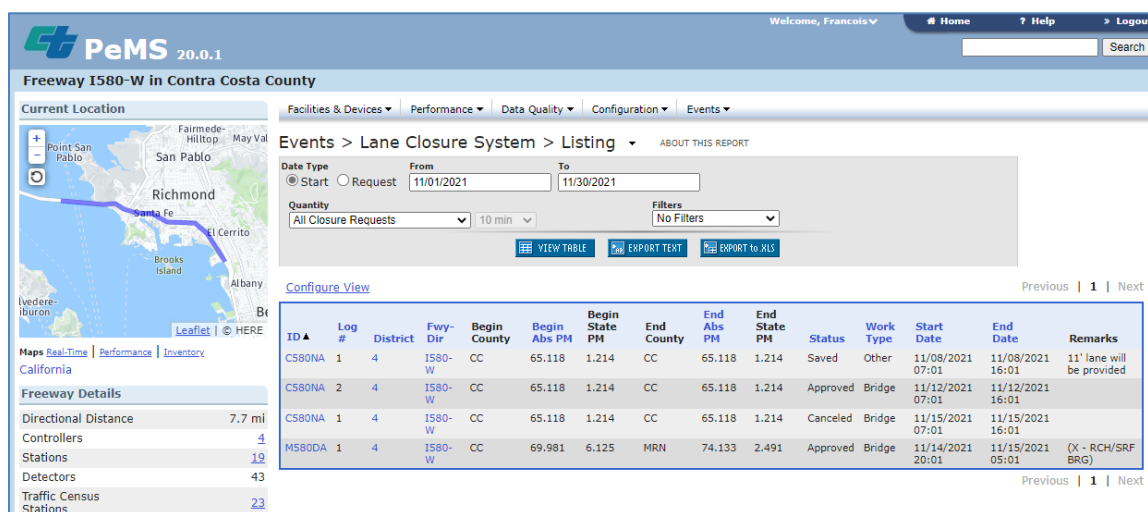 Welcome, Francois
Home ? Help » Logou
PeMS 20.0.1
Search
Freeway I580-W in Contra Costa County
Current Location
Facilities & Devices Performance Data Quality Configuration Events
+
-
Fairmede-
Hilltop May Val
Point San
Pablo
San Pablo
Richmond
Santa Fe
El Cerrito
Brooks
Island
Albany
lvedere-
iburon
Be
Leaflet | © HERE
Maps Real-Time | Performance | Inventory
California
Freeway Details
Directional Distance 7.7 mi
Controllers 4
Stations 19
Detectors 43
Traffic Census
Stations 23
Events > Lane Closure System > Listing ABOUT THIS REPORT
Date Type From To
Start Request 11/01/2021 11/30/2021
Quantity Filters
All Closure Requests 10 min No Filters
VIEW TABLE EXPORT TEXT EXPORT to .XLS
Configure View Previous | 1 | Next
ID Log # District Fwy-Dir Begin County Begin Abs PM Begin State PM End County End Abs PM End State PM Status Work Type Start Date End Date Remarks
C580NA 1 4 I580-W CC 65.118 1.214 CC 65.118 1.214 Saved Other 11/08/2021 07:01 11/08/2021 16:01 11' lane will be provided
C580NA 2 4 I580-W CC 65.118 1.214 CC 65.118 1.214 Approved Bridge 11/12/2021 07:01 11/12/2021 16:01
C580NA 1 4 I580-W CC 65.118 1.214 CC 65.118 1.214 Canceled Bridge 11/15/2021 07:01 11/15/2021 16:01
M580DA 1 4 I580-W CC 69.981 6.125 MRN 74.133 2.491 Approved Bridge 11/14/2021 20:01 11/15/2021 05:01 (X - RCH/SRF BRG)
Previous | 1 | Next